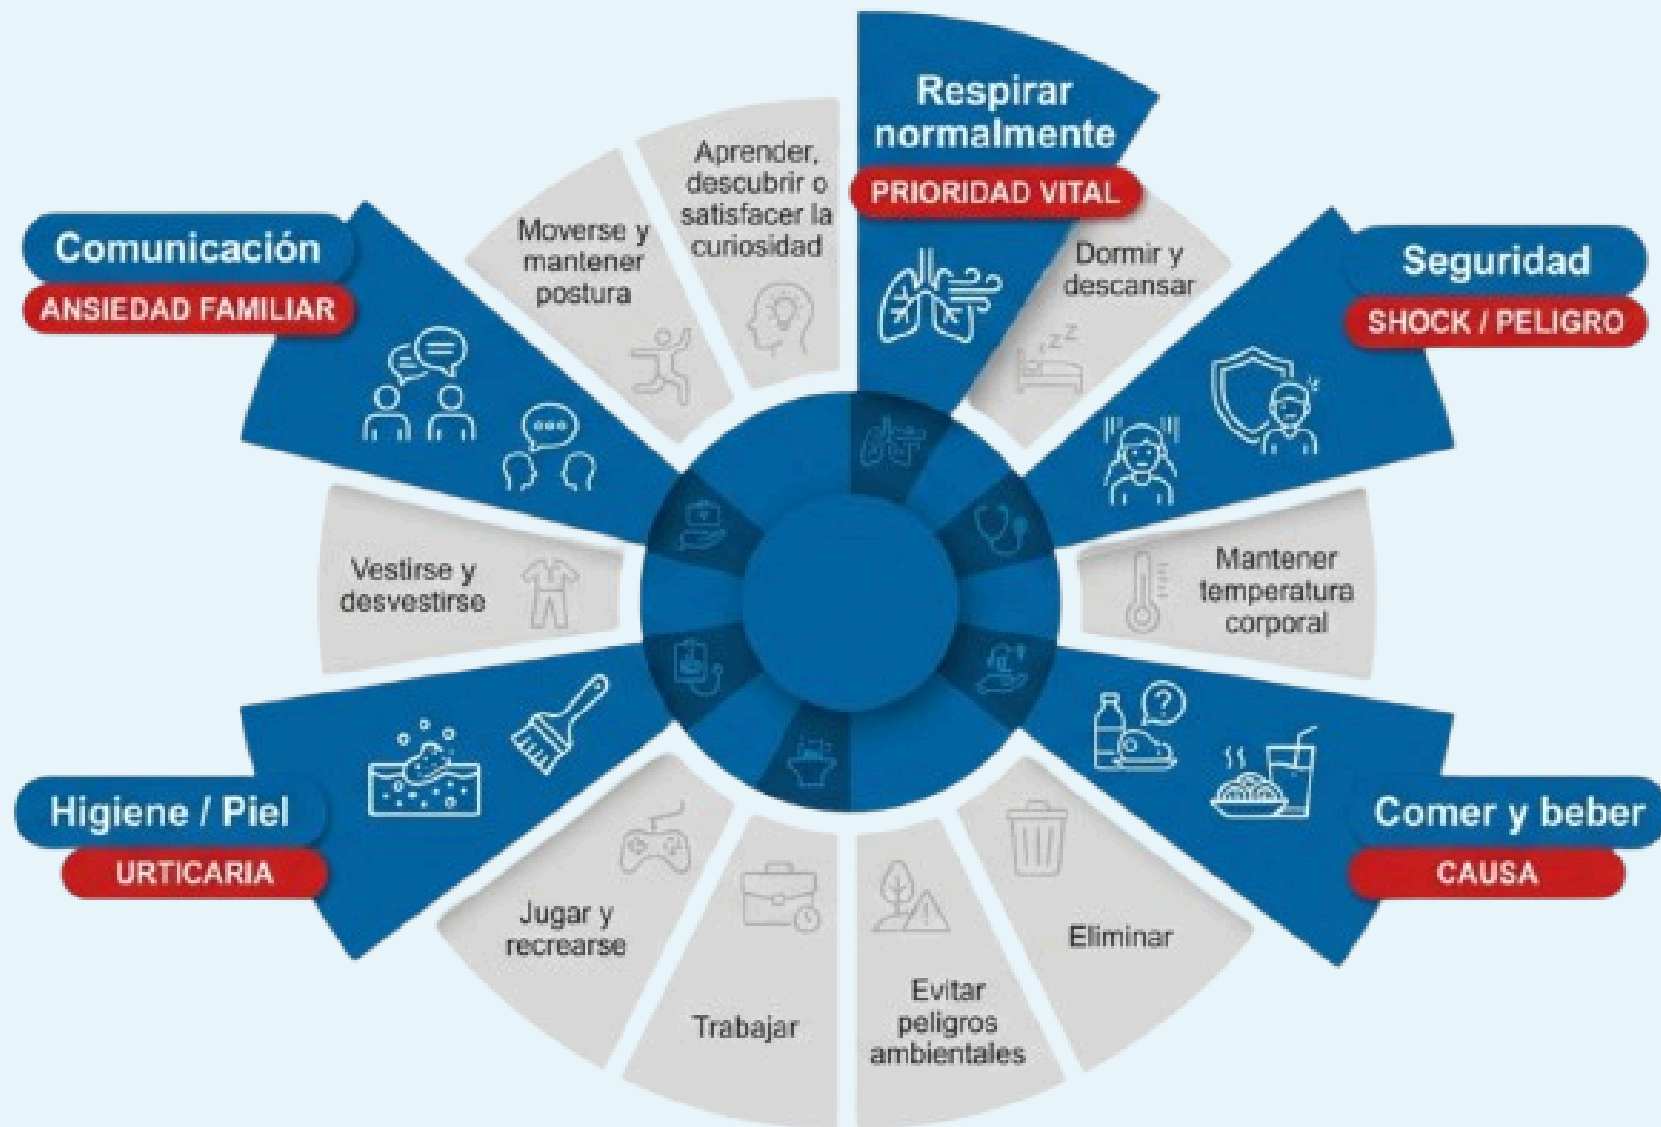 Respirar
normalmente
PRIORIDAD VITAL
Dormir y
descansar
Seguridad
SHOCK / PELIGRO
Mantener
temperatura
corporal
Comer y beber
CAUSA
?
Eliminar
Evitar
peligros
ambientales
Trabajar
Jugar y
recrearse
Higiene / Piel
URTICARIA
Vestirse y
desvestirse
Comunicación
ANSIEDAD FAMILIAR
Moverse y
mantener
postura
Aprender,
descubrir o
satisfacer la
curiosidad
zzZ